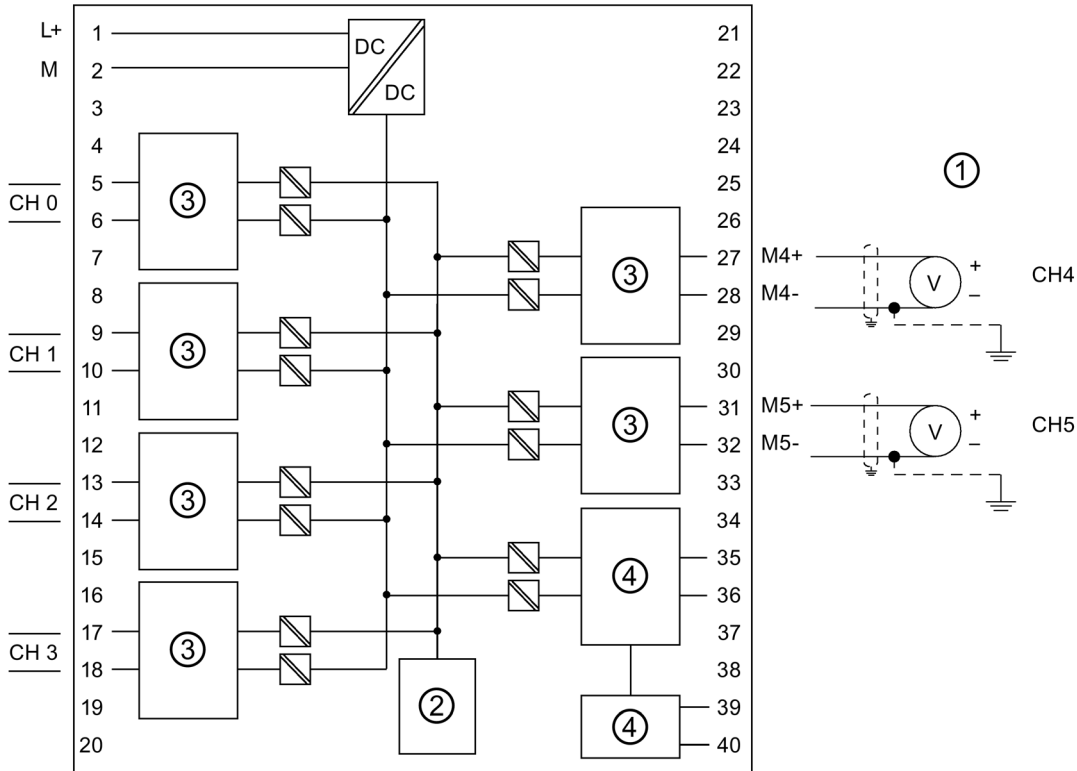 L+ 1 DC 21
M 2 DC 22
3 23
4 24
5 25
CH 0 ③ ①
6 26
7 27 M4+ +
③ V CH4
8 28 M4- –
9 29
CH 1 ③
10 30
11 31 M5+ +
③ V CH5
12 32 M5- –
13 33
CH 2 ③
14 34
15 35
④
16 36
17 37
CH 3 ③
18 38
19 ② 39
④
20 40